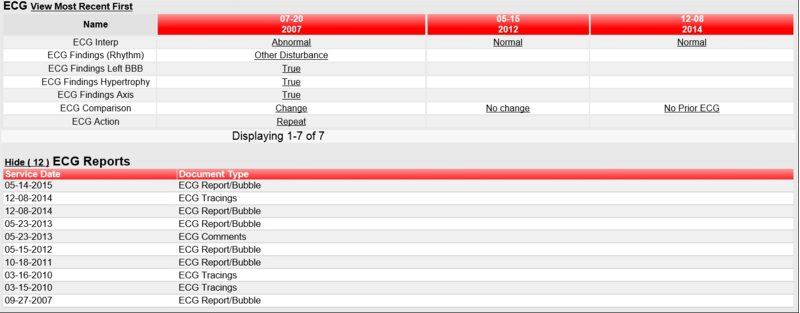 ECG View Most Recent First
Name 07-20 2007 05-15 2012 12-08 2014
ECG Interp Abnormal Normal Normal
ECG Findings (Rhythm) Other Disturbance
ECG Findings Left BBB True
ECG Findings Hypertrophy True
ECG Findings Axis True
ECG Comparison Change No change No Prior ECG
ECG Action Repeat
Displaying 1-7 of 7
Hide ( 12 ) ECG Reports
Service Date Document Type
05-14-2015 ECG Report/Bubble
12-08-2014 ECG Tracings
12-08-2014 ECG Report/Bubble
05-23-2013 ECG Report/Bubble
05-23-2013 ECG Comments
05-15-2012 ECG Report/Bubble
10-18-2011 ECG Report/Bubble
03-16-2010 ECG Tracings
03-15-2010 ECG Tracings
09-27-2007 ECG Report/Bubble